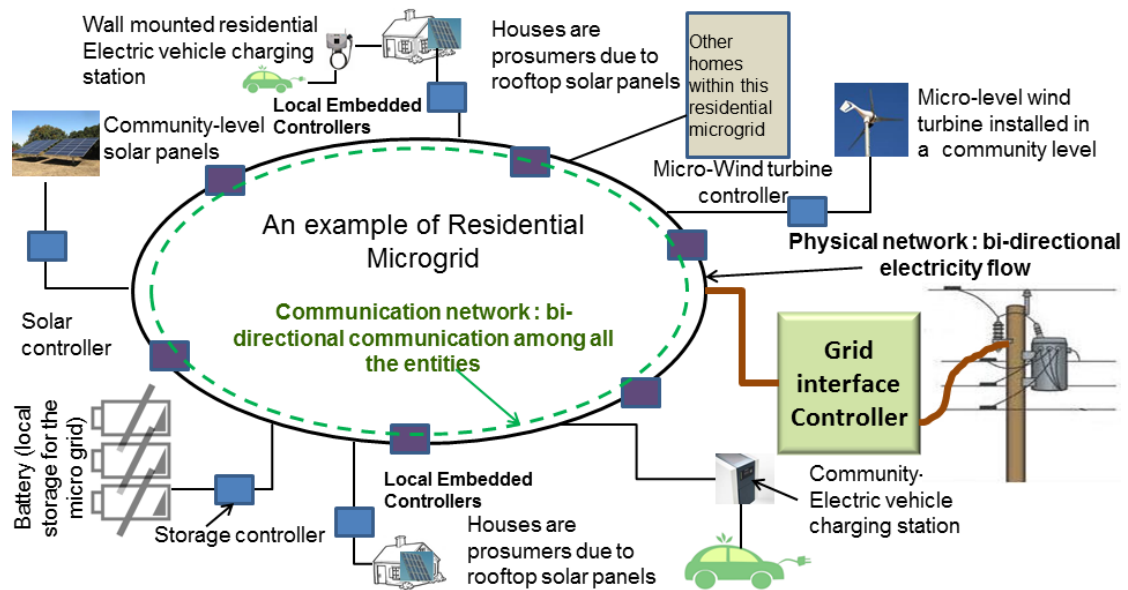 Wall mounted residential
Electric vehicle charging
station
Houses are
prosumers due to
rooftop solar panels
Other
homes
within this
residential
microgrid
Local Embedded
Controllers
Community-level
solar panels
Micro-level wind
turbine installed in
a community level
Micro-Wind turbine
controller
An example of Residential
Microgrid
Physical network : bi-directional
electricity flow
Communication network : bi-
directional communication among all
the entities
Solar
controller
Grid
interface
Controller
Battery (local
storage for the
micro grid)
Storage controller
Local Embedded
Controllers
Houses are
prosumers due to
rooftop solar panels
Community-
Electric vehicle
charging station